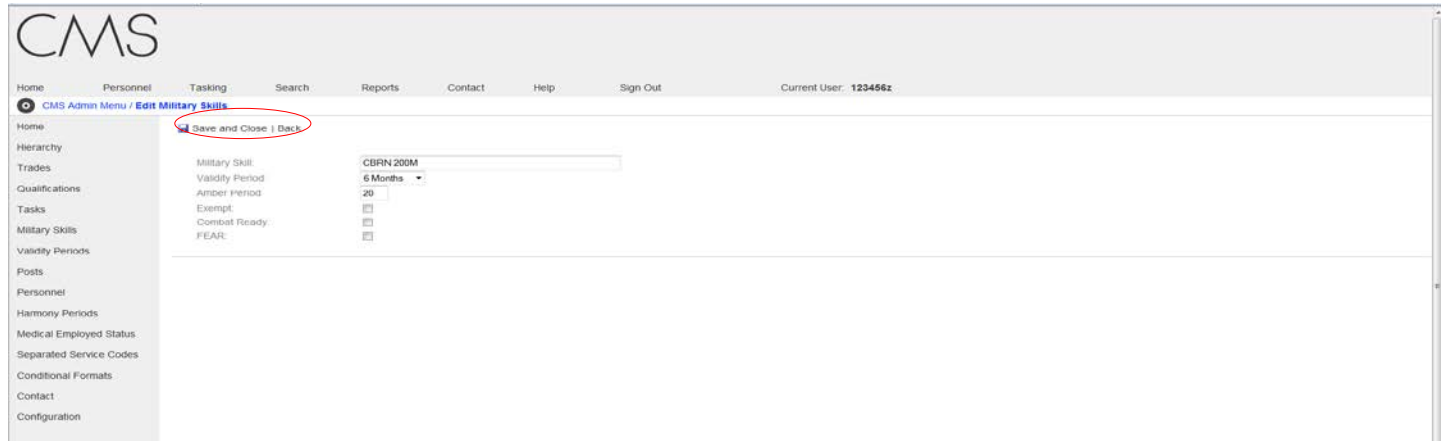 CMS
Home Personnel Tasking Search Reports Contact Help Sign Out Current User: 123456z
CMS Admin Menu / Edit Military Skills
Home
Save and Close | Back
Hierarchy
Trades
Qualifications
Tasks
Military Skills
Validity Periods
Posts
Personnel
Harmony Periods
Medical Employed Status
Separated Service Codes
Conditional Formats
Contact
Configuration
Military Skill: CBRN 200M
Validity Period 6 Months
Amber Period 20
Exempt:
Combat Ready:
FEAR: